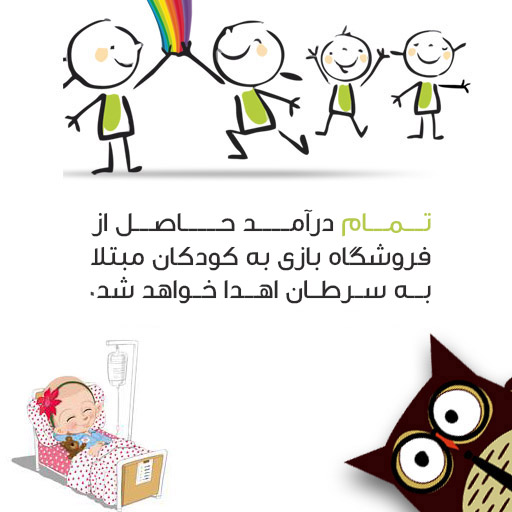 تمام درآمد حاصل از
فروشگاه بازی به کودکان مبتلا
به سرطان اهدا خواهد شد.